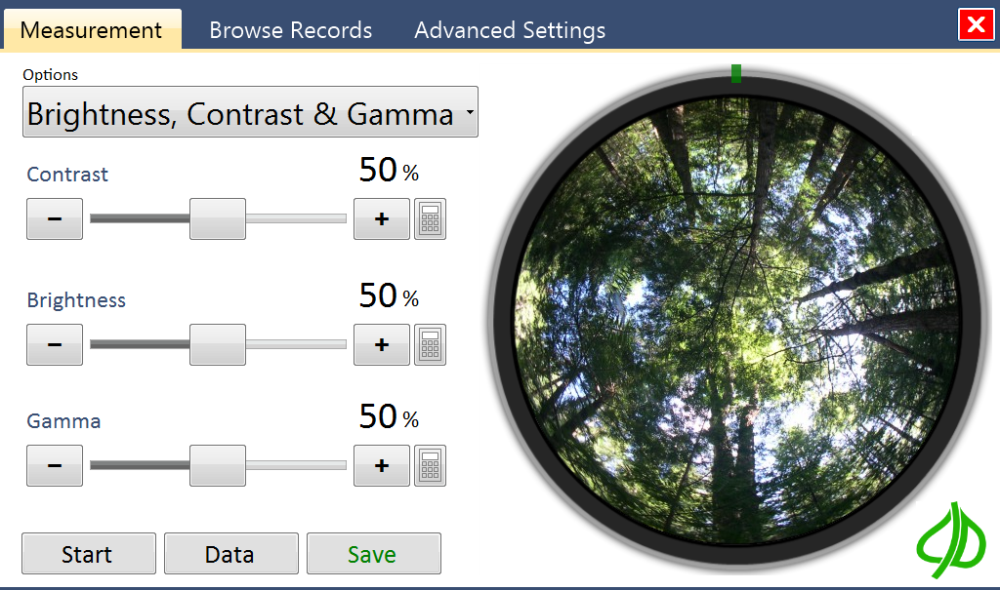 Measurement Browse Records Advanced Settings
Options
Brightness, Contrast & Gamma
Contrast 50 %
− +
Brightness 50 %
− +
Gamma 50 %
− +
Start Data Save